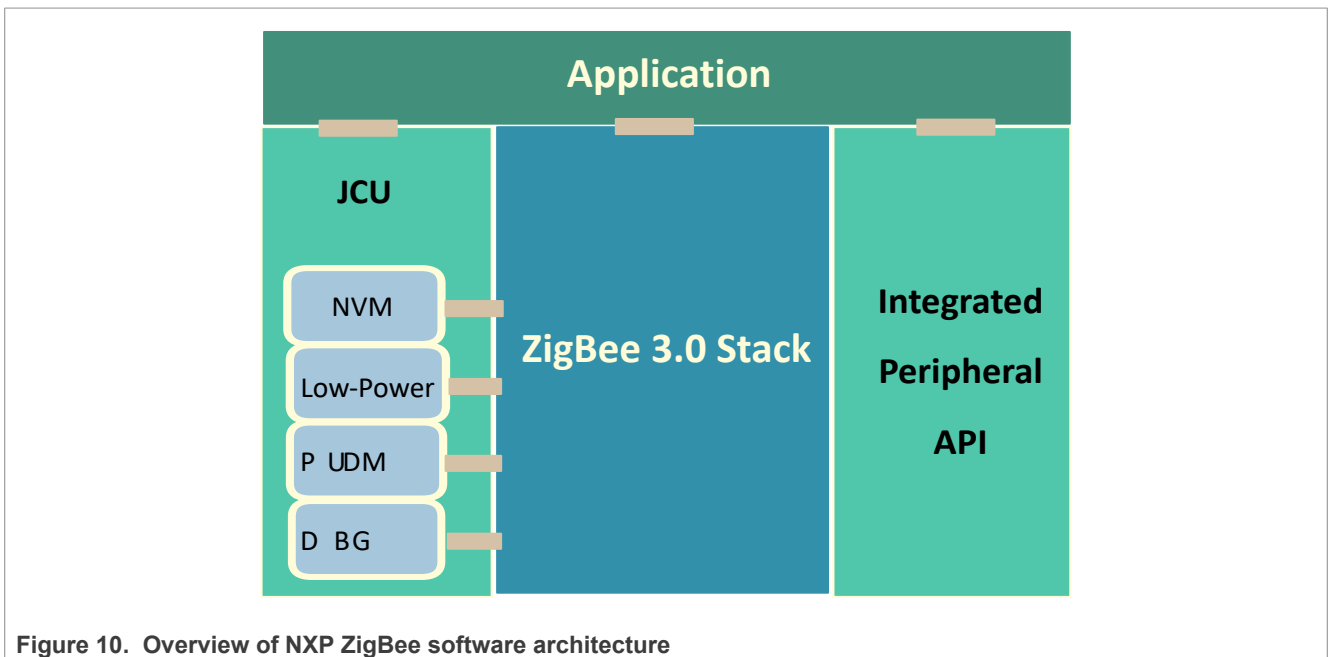 Application
JCU
NVM
Low-Power
P UDM
D BG
ZigBee 3.0 Stack
Integrated
Peripheral
API
Figure 10. Overview of NXP ZigBee software architecture